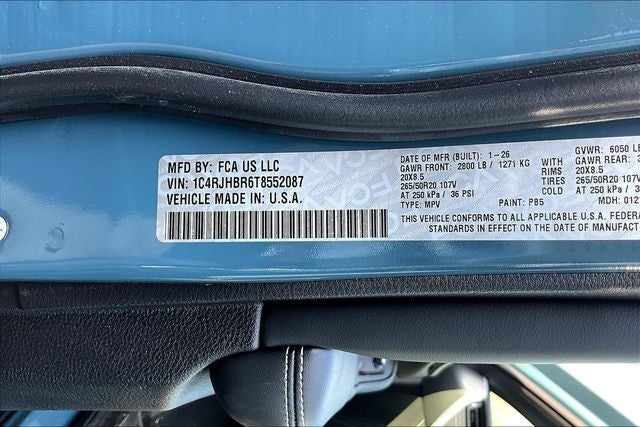 MFD BY: FCA US LLC
VIN: 1C4RJHBR6T8552087
VEHICLE MADE IN U.S.A.
DATE OF MFR (BUILT): 1-26 GVWR: 6050 LB
GAWR FRONT: 2800 LB / 1271 KG WITH GAWR REAR: 3
20X8.5 RIMS 20X8.5
265/50R20 107V TIRES 265/50R20 107V
AT 250 kPa / 36 PSI COLD AT 250 kPa
TYPE: MPV PAINT: PB5 MDH: 012
THIS VEHICLE CONFORMS TO ALL APPLICABLE U.S.A. FEDER
STANDARDS IN EFFECT ON THE DATE OF MANUFACT